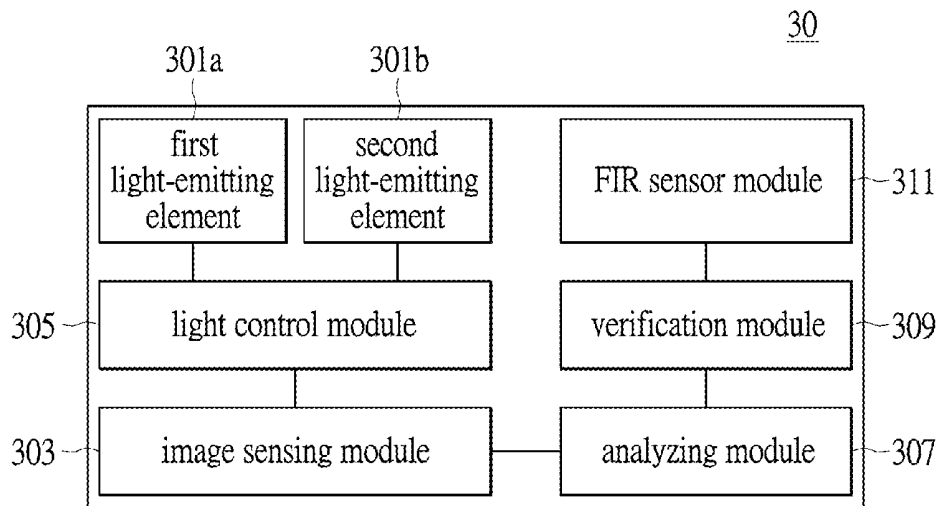 30
301a
301b
first
light-emitting
element
second
light-emitting
element
FIR sensor module
311
305
light control module
verification module
309
303
image sensing module
analyzing module
307